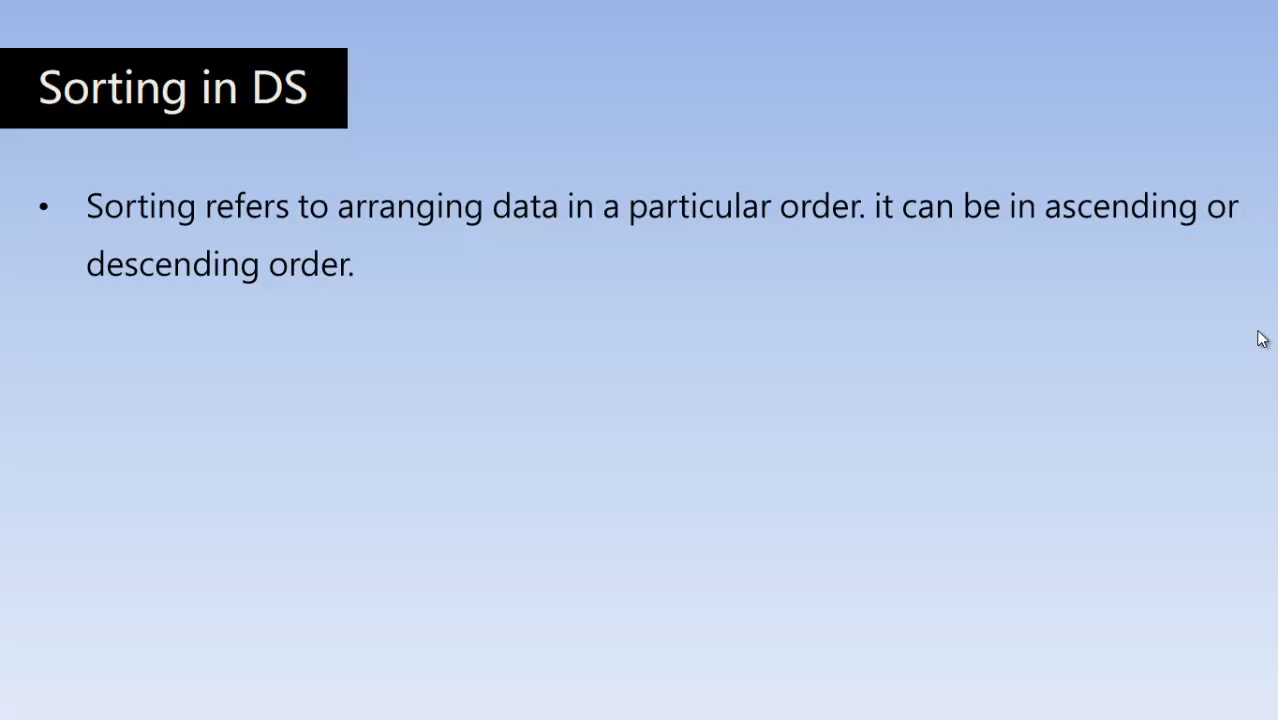 Sorting in DS
• Sorting refers to arranging data in a particular order. it can be in ascending or
descending order.